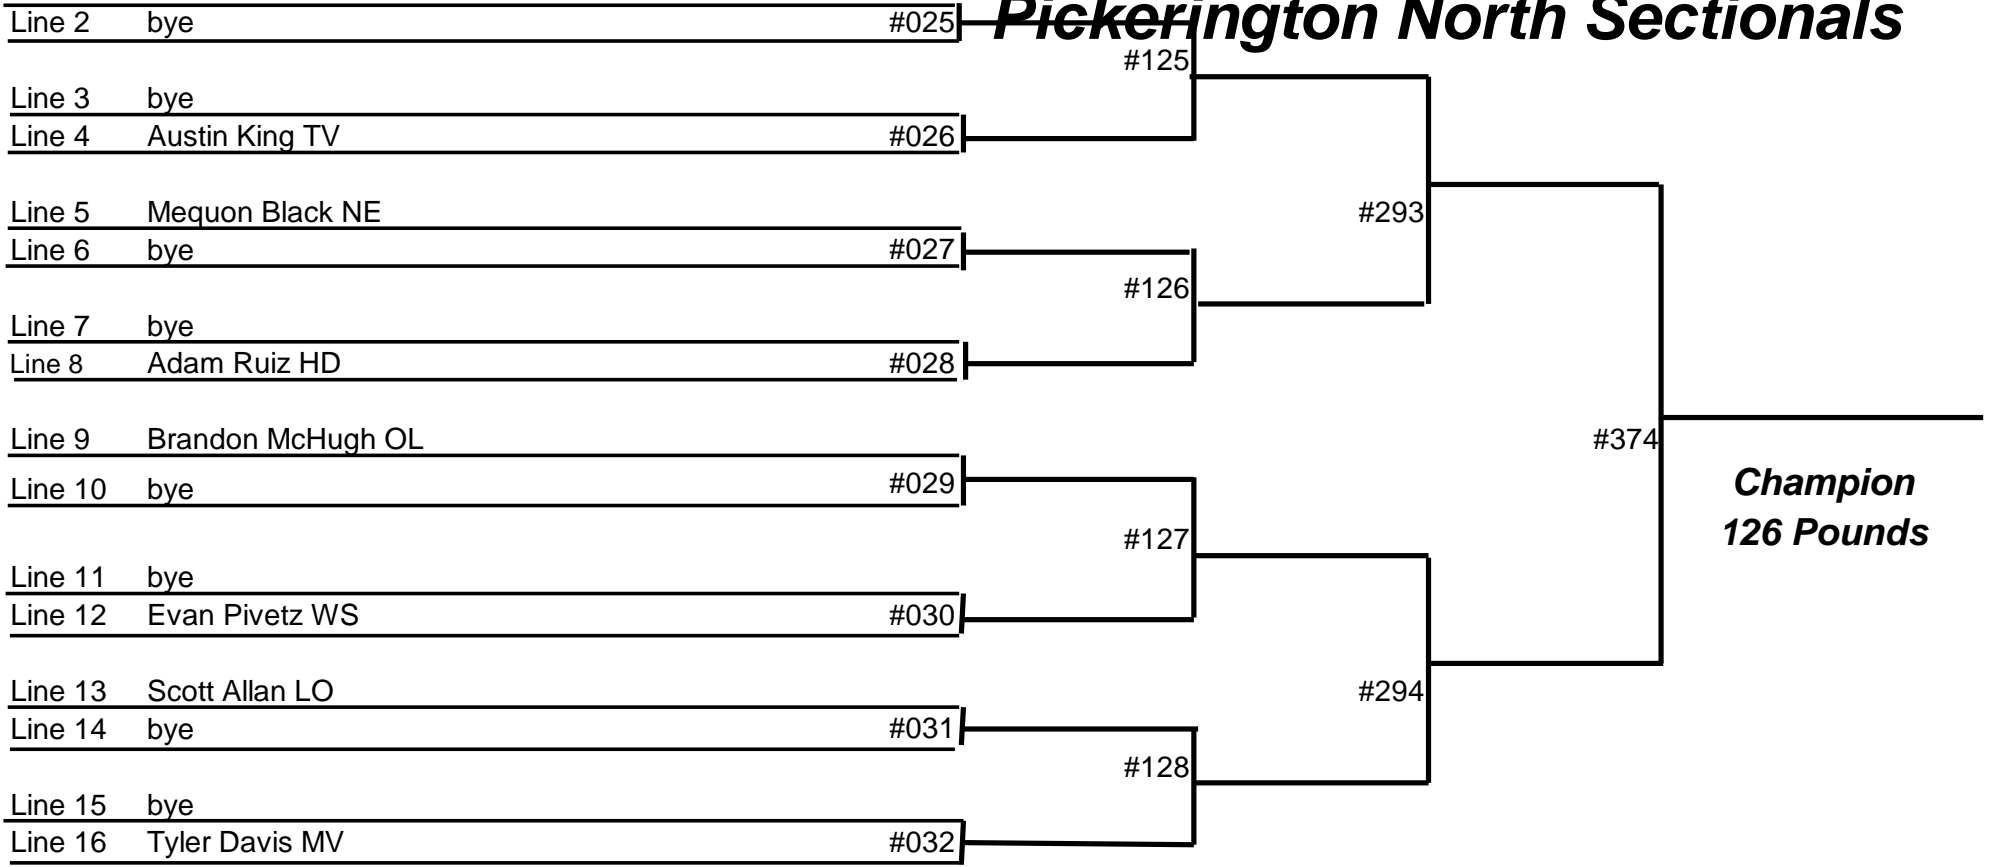 Pickerington North Sectionals
Line 2 bye #025
#125
Line 3 bye
Line 4 Austin King TV #026
Line 5 Mequon Black NE #293
Line 6 bye #027
#126
Line 7 bye
Line 8 Adam Ruiz HD #028
Line 9 Brandon McHugh OL #374
Line 10 bye #029
Champion
126 Pounds
#127
Line 11 bye
Line 12 Evan Pivetz WS #030
Line 13 Scott Allan LO #294
Line 14 bye #031
#128
Line 15 bye
Line 16 Tyler Davis MV #032